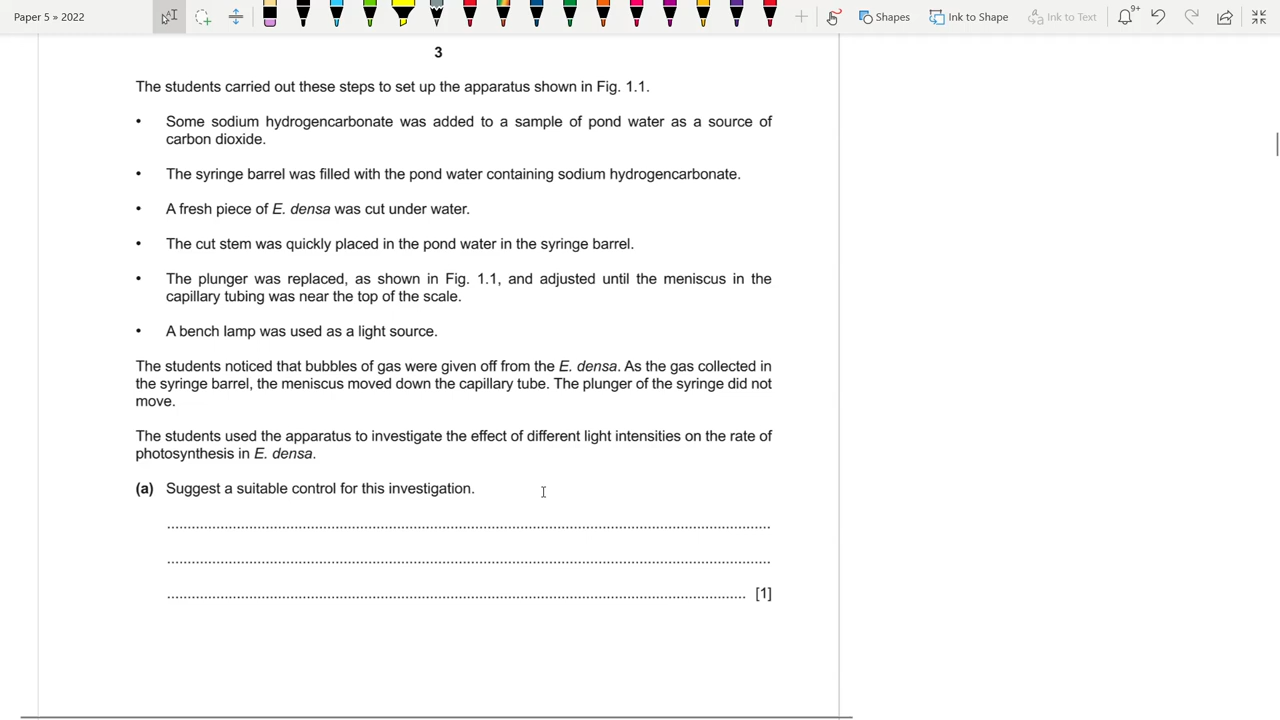 Paper 5 » 2022
Shapes
Ink to Shape
Ink to Text
9+
3
The students carried out these steps to set up the apparatus shown in Fig. 1.1.
• Some sodium hydrogencarbonate was added to a sample of pond water as a source of
carbon dioxide.
• The syringe barrel was filled with the pond water containing sodium hydrogencarbonate.
• A fresh piece of E. densa was cut under water.
• The cut stem was quickly placed in the pond water in the syringe barrel.
• The plunger was replaced, as shown in Fig. 1.1, and adjusted until the meniscus in the
capillary tubing was near the top of the scale.
• A bench lamp was used as a light source.
The students noticed that bubbles of gas were given off from the E. densa. As the gas collected in
the syringe barrel, the meniscus moved down the capillary tube. The plunger of the syringe did not
move.
The students used the apparatus to investigate the effect of different light intensities on the rate of
photosynthesis in E. densa.
(a) Suggest a suitable control for this investigation.
[1]